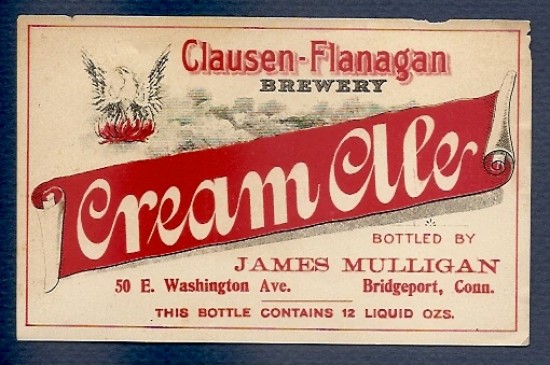 Clausen-Flanagan
BREWERY
Cream Ale
BOTTLED BY
JAMES MULLIGAN
50 E. Washington Ave. Bridgeport, Conn.
THIS BOTTLE CONTAINS 12 LIQUID OZS.